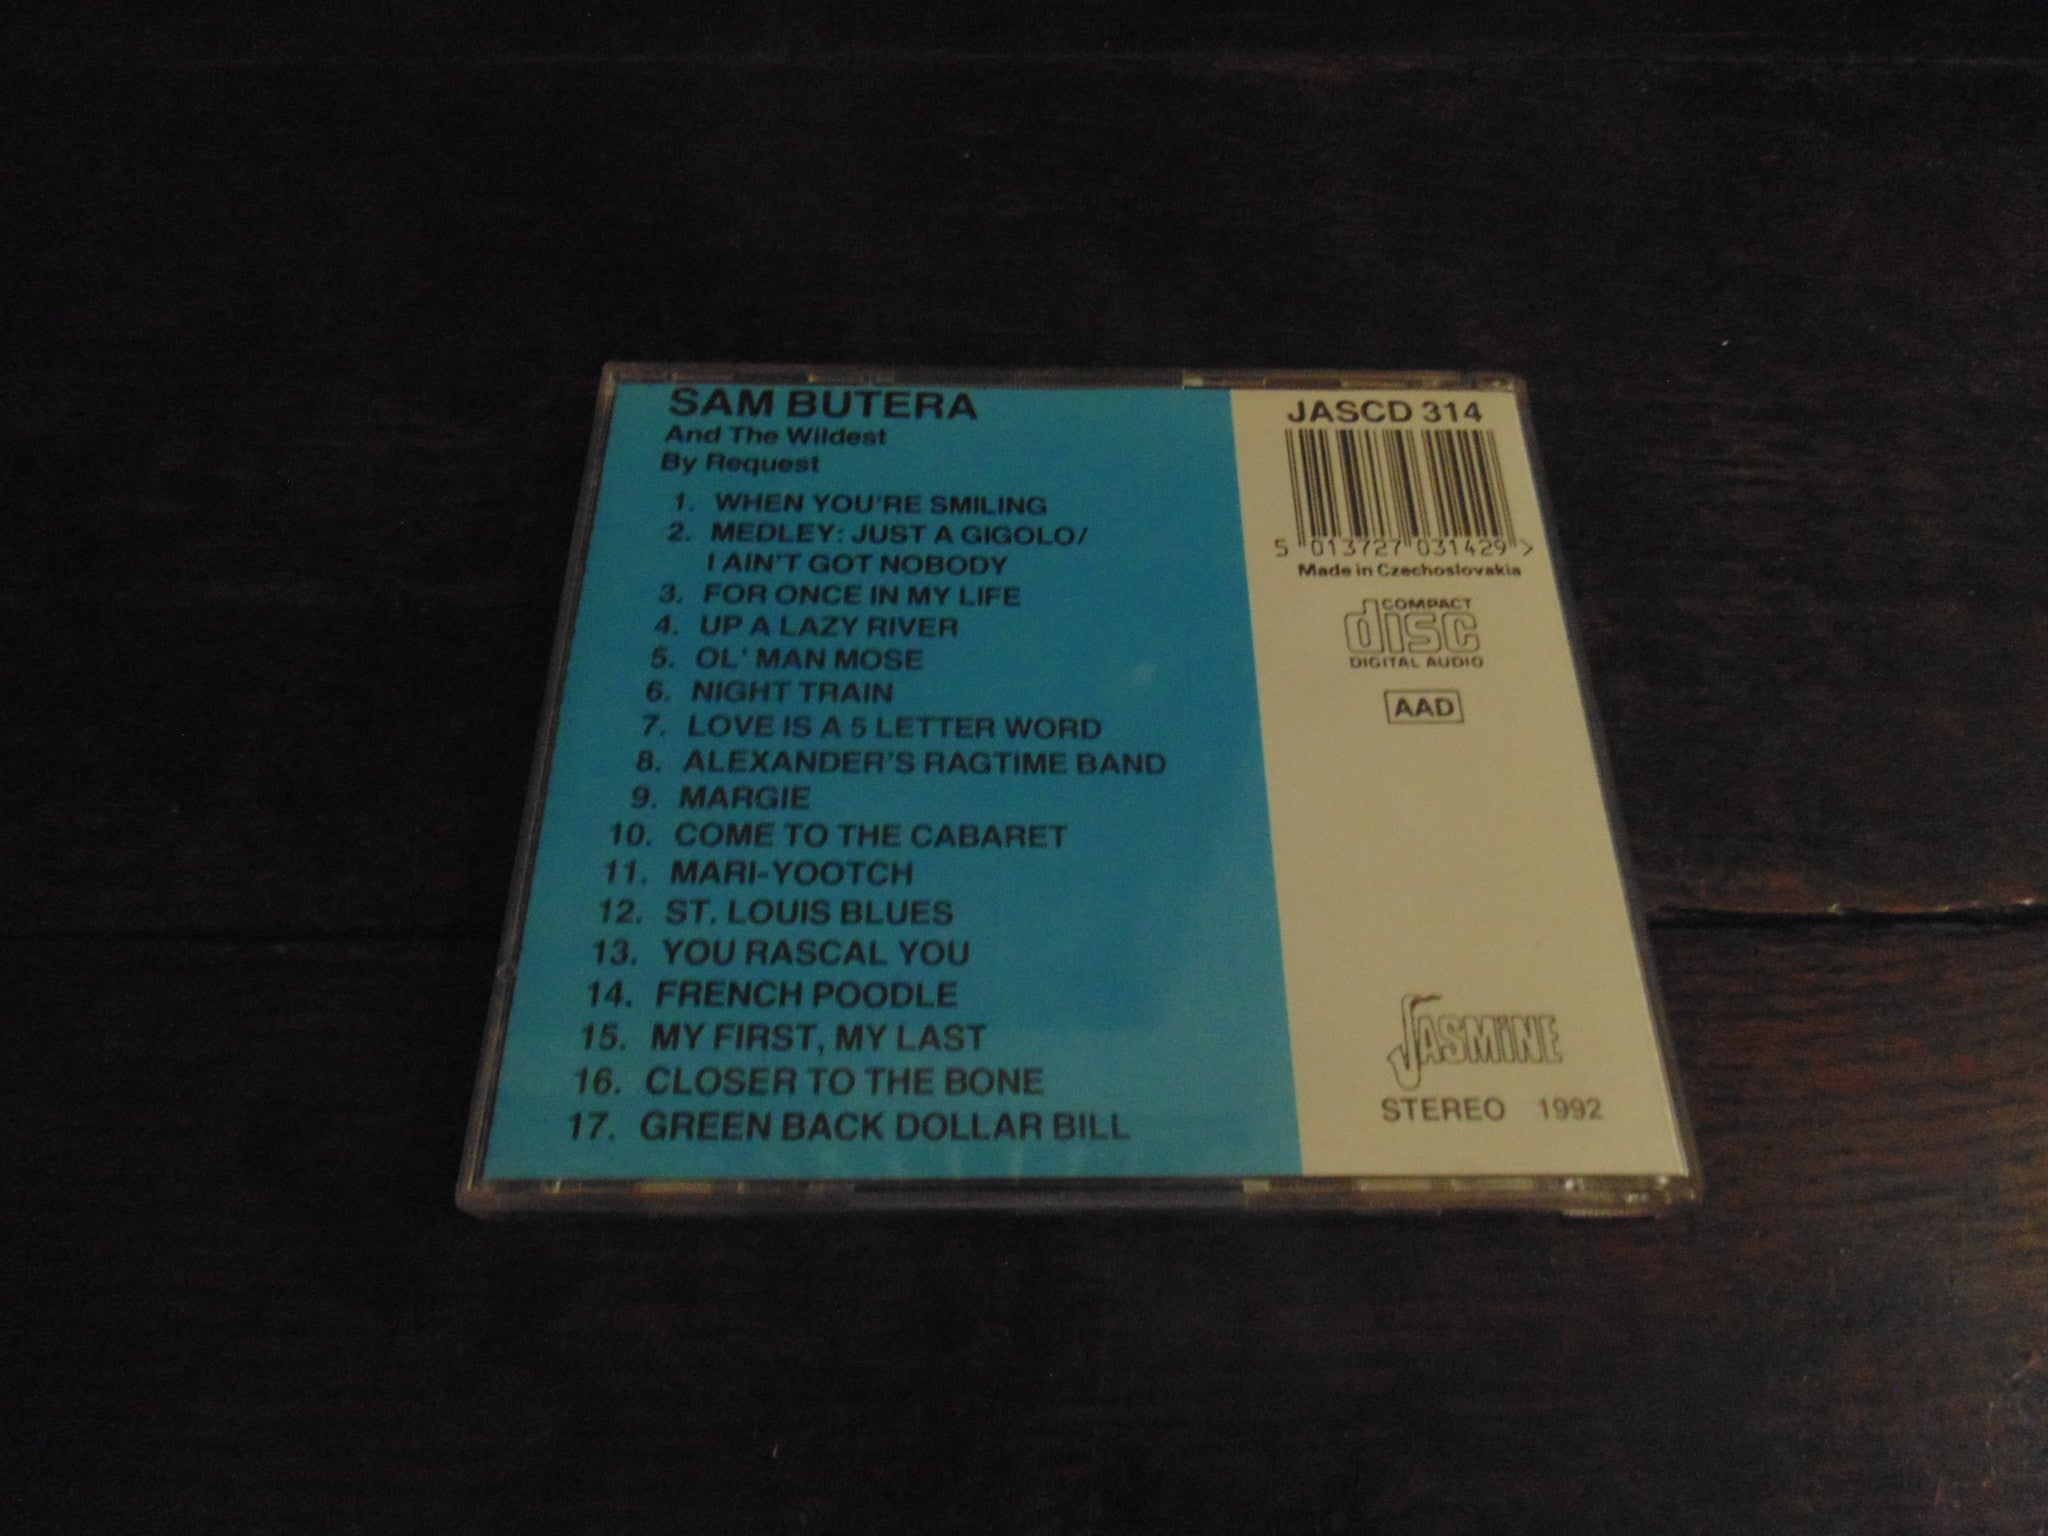 SAM BUTERA
And The Wildest
By Request
1. WHEN YOU'RE SMILING
2. MEDLEY: JUST A GIGOLO/
I AIN'T GOT NOBODY
3. FOR ONCE IN MY LIFE
4. UP A LAZY RIVER
5. OL' MAN MOSE
6. NIGHT TRAIN
7. LOVE IS A 5 LETTER WORD
8. ALEXANDER'S RAGTIME BAND
9. MARGIE
10. COME TO THE CABARET
11. MARI-YOOTCH
12. ST. LOUIS BLUES
13. YOU RASCAL YOU
14. FRENCH POODLE
15. MY FIRST, MY LAST
16. CLOSER TO THE BONE
17. GREEN BACK DOLLAR BILL
JASCD 314
5 013727 031429 >
Made in Czechoslovakia
COMPACT
disc
DIGITAL AUDIO
AAD
JASMiNE
STEREO 1992